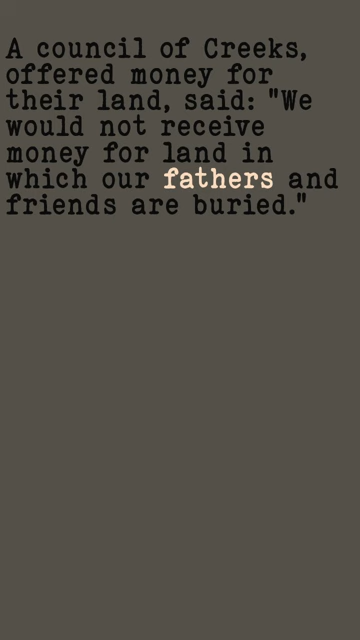 A council of Creeks,
offered money for
their land, said: "We
would not receive
money for land in
which our fathers and
friends are buried."